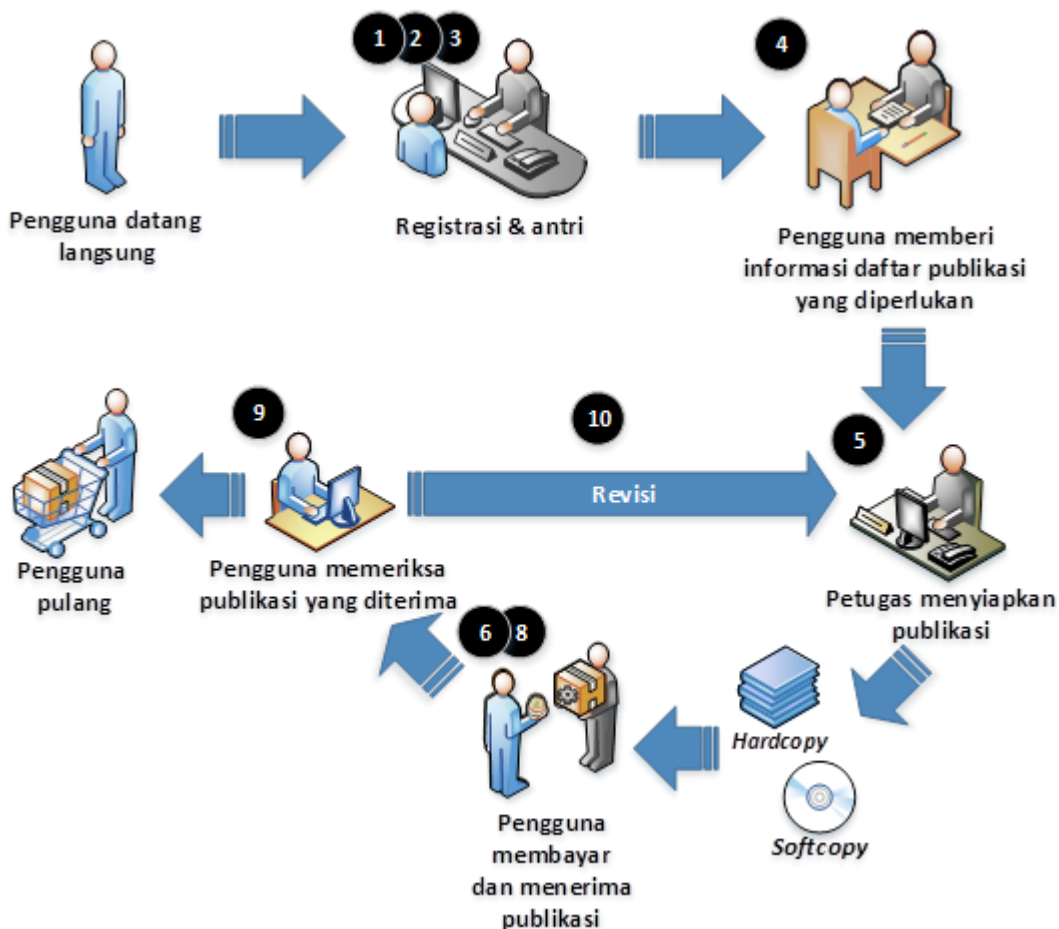 1 2 3
4
Pengguna datang
langsung
Registrasi & antri
Pengguna memberi
informasi daftar publikasi
yang diperlukan
9
10
5
Revisi
Pengguna
pulang
Pengguna memeriksa
publikasi yang diterima
Petugas menyiapkan
publikasi
6 8
Hardcopy
Softcopy
Pengguna
membayar
dan menerima
publikasi